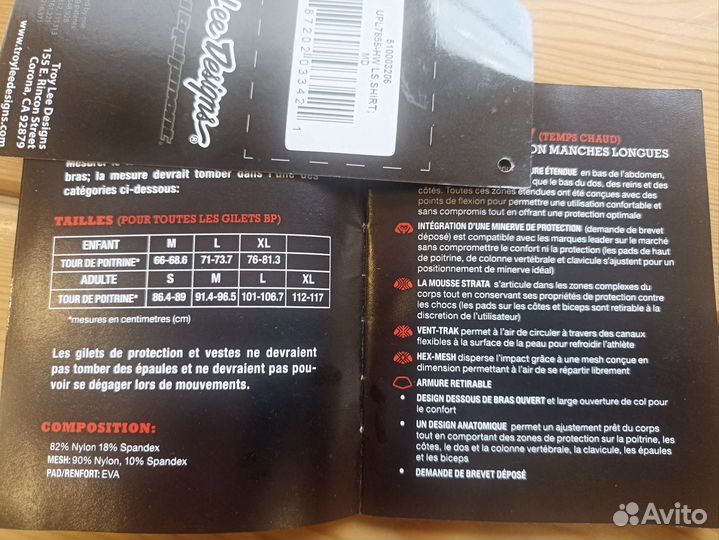 Troy Lee Designs
155 E. Rincon Street
Corona, CA 92879
www.troyleedesigns.com
Lee Designs®
510003206
UPL7855-HW LS SHIRT;
MD
bras; la mesure devrait tomber dans l'une des
catégories ci-dessous:
TAILLES (POUR TOUTES LES GILETS BP)
ENFANT M L XL
TOUR DE POITRINE* 66-68.6 71-73.7 76-81.3
ADULTE S M L XL
TOUR DE POITRINE* 86.4-89 91.4-96.5 101-106.7 112-117
*mesures en centimetres (cm)
Les gilets de protection et vestes ne devraient
pas tomber des épaules et ne devraient pas pou-
voir se dégager lors de mouvements.
COMPOSITION:
82% Nylon 18% Spandex
MESH: 90% Nylon, 10% Spandex
PAD/RENFORT: EVA
(TEMPS CHAUD)
ON MANCHES LONGUES
URE ÉTENDUE en bas de l'abdomen,
que le bas du dos, des reins et des
côtés. Toutes ces zones étendues ont été conçues avec des
points de flexion pour permettre une utilisation confortable et
sans compromis tout en offrant une protection optimale
INTÉGRATION D'UNE MINERVE DE PROTECTION (demande de brevet
déposé) est compatible avec les marques leader sur le marché
sans compromettre le confort ni la protection (les pads de haut
de poitrine, de colonne vertébrale et clavicule s'ajustent pour un
positionnement de minerve idéal)
LA MOUSSE STRATA s'articule dans les zones complexes du
corps tout en conservant ses propriétés de protection contre
les chocs (les pads sur les côtes et biceps sont retirable à la
discretion de l'utilisateur)
VENT-TRAK permet à l'air de circuler à travers des canaux
flexibles à la surface de la peau pour refroidir l'athlète
HEX-MESH disperse l'impact grâce à une mesh conçue en
dimension permettant à l'air de se répartir librement
ARMURE RETIRABLE
• DESIGN DESSOUS DE BRAS OUVERT et large ouverture de col pour
le confort
• UN DESIGN ANATOMIQUE permet un ajustement prêt du corps
tout en comportant des zones de protection sur la poitrine, les
côtes, le dos et la colonne vertébrale, la clavicule, les épaules
et les biceps
• DEMANDE DE BREVET DÉPOSÉ
Avito